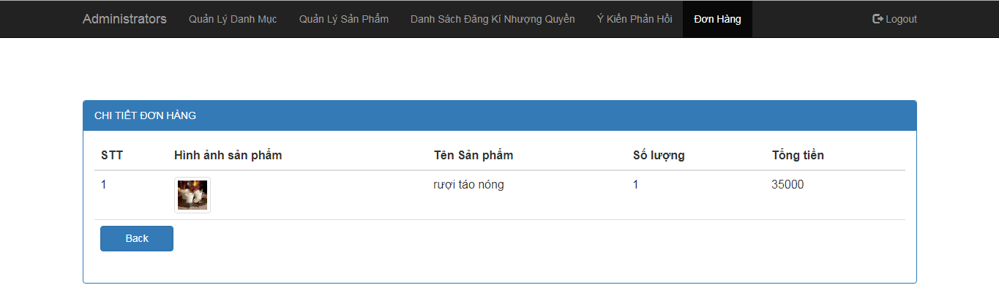 Administrators Quản Lý Danh Mục Quản Lý Sản Phẩm Danh Sách Đăng Kí Nhượng Quyền Ý Kiến Phản Hồi Đơn Hàng Logout
CHI TIẾT ĐƠN HÀNG
STT Hình ảnh sản phẩm Tên Sản phẩm Số lượng Tổng tiền
1 rượi táo nóng 1 35000
Back